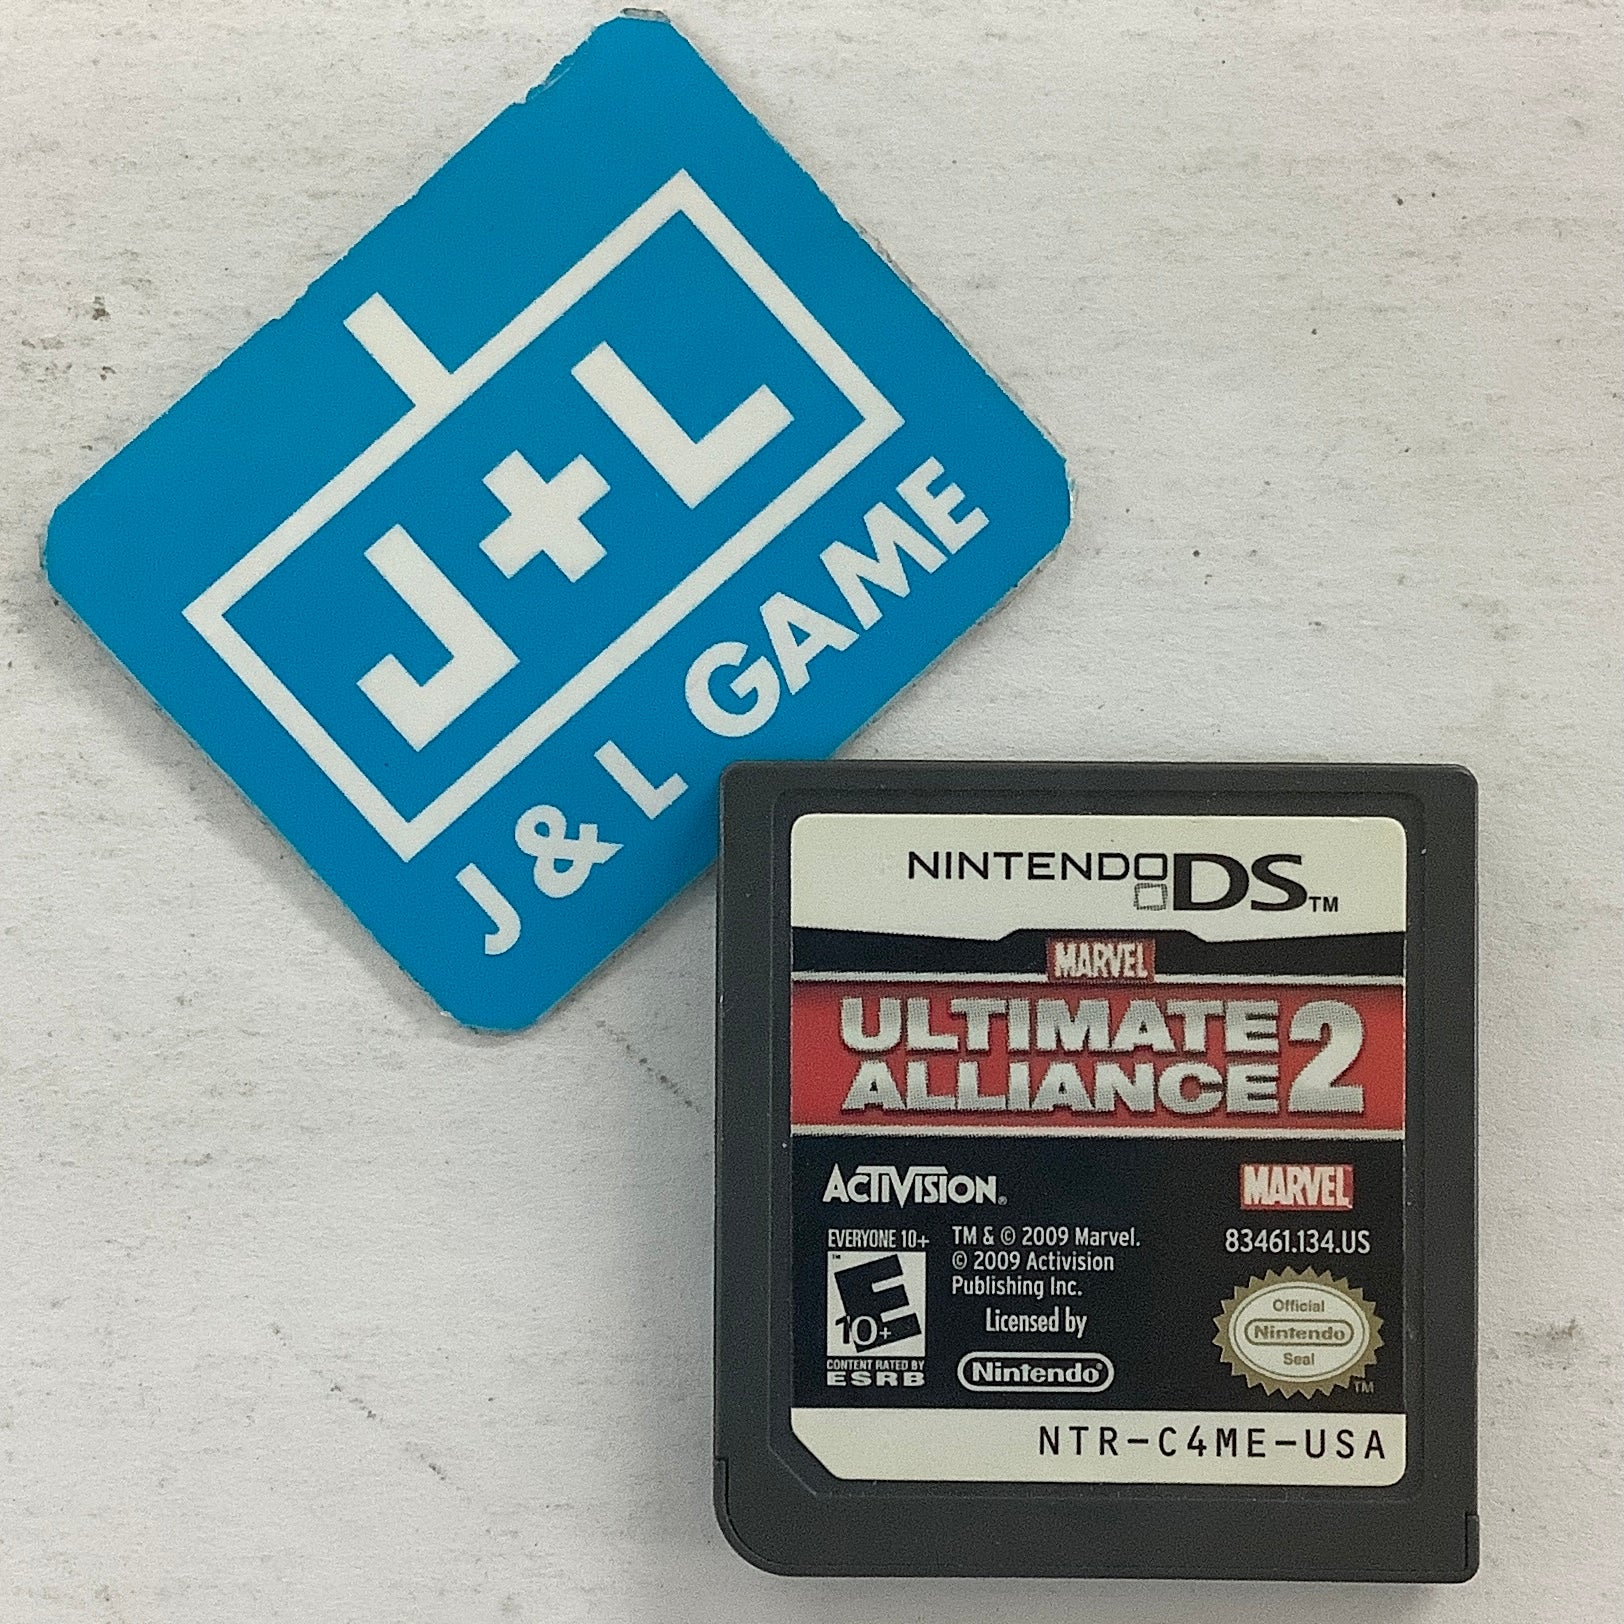 J+L
J & L GAME
NINTENDO DS™
MARVEL
ULTIMATE
ALLIANCE 2
ACTIVISION®
MARVEL
EVERYONE 10+
TM & © 2009 Marvel.
© 2009 Activision
Publishing Inc.
83461.134.US
E
10+
™
CONTENT RATED BY
ESRB
Licensed by
Nintendo®
Official
Nintendo
Seal
TM
NTR-C4ME-USA